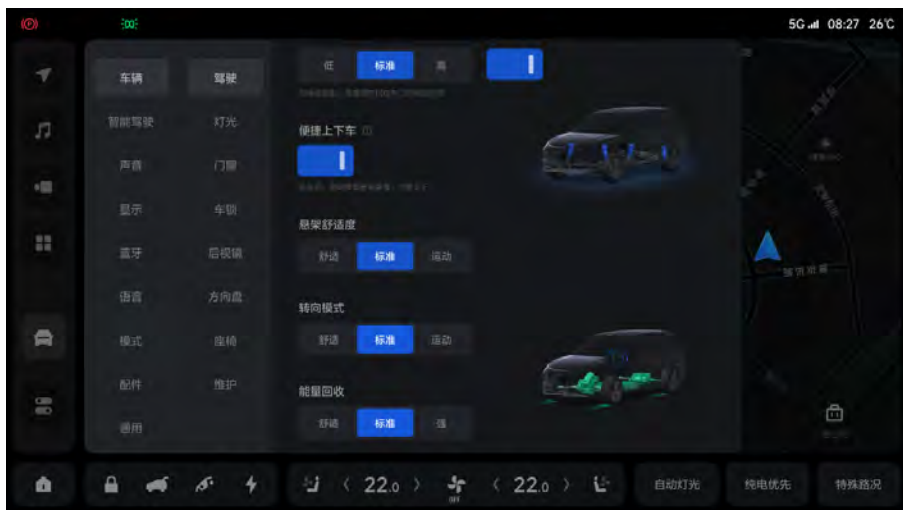 5G 08:27 26℃
车辆 驾驶
低 标准 高
智能驾驶 灯光
便捷上下车
声音 门窗
显示 车锁
悬架舒适度
蓝牙 后视镜
舒适 标准 运动
语言 方向盘
转向模式
模式 座椅
舒适 标准 运动
配件 维护
能量回收
通用
舒适 标准 强
22.0 OFF 22.0
自动灯光 纯电优先 特殊路况